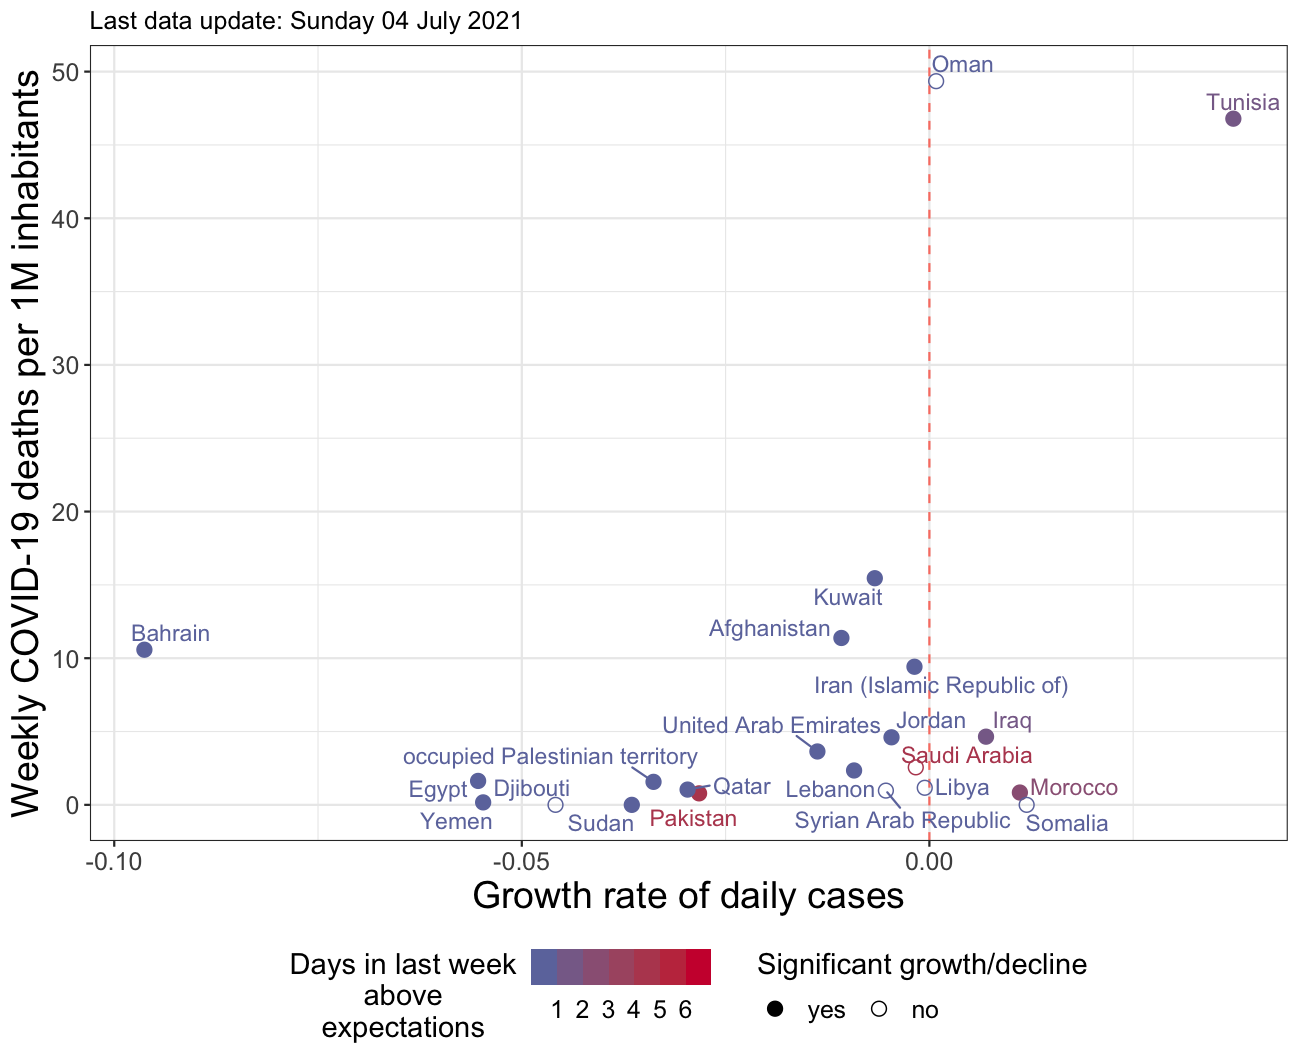 Last data update: Sunday 04 July 2021
Weekly COVID-19 deaths per 1M inhabitants
50
40
30
20
10
0
Oman
Tunisia
Kuwait
Afghanistan
Bahrain
Iran (Islamic Republic of)
United Arab Emirates
Jordan
Iraq
occupied Palestinian territory
Saudi Arabia
Egypt
Djibouti
Qatar
Lebanon
Libya
Morocco
Yemen
Sudan
Pakistan
Syrian Arab Republic
Somalia
-0.10
-0.05
0.00
Growth rate of daily cases
Days in last week
above
expectations
1 2 3 4 5 6
Significant growth/decline
yes
no